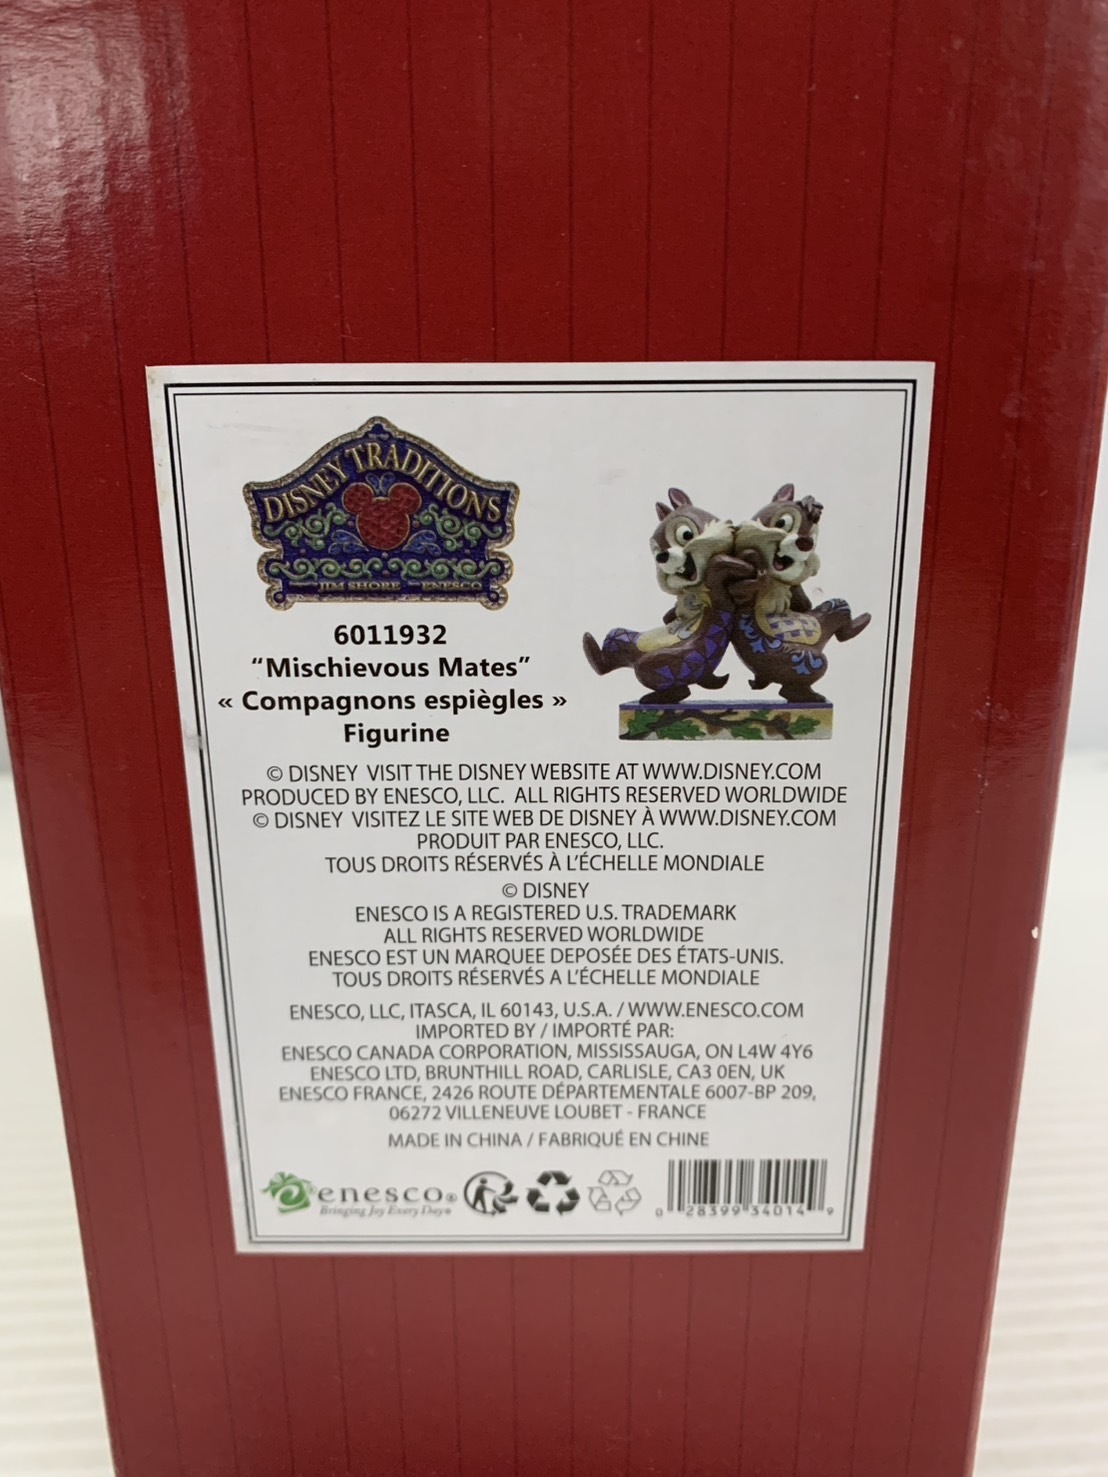 DISNEY TRADITIONS
JIM SHORE ENESCO
6011932
“Mischievous Mates”
« Compagnons espiègles »
Figurine
© DISNEY VISIT THE DISNEY WEBSITE AT WWW.DISNEY.COM
PRODUCED BY ENESCO, LLC. ALL RIGHTS RESERVED WORLDWIDE
© DISNEY VISITEZ LE SITE WEB DE DISNEY À WWW.DISNEY.COM
PRODUIT PAR ENESCO, LLC.
TOUS DROITS RÉSERVÉS À L’ÉCHELLE MONDIALE
© DISNEY
ENESCO IS A REGISTERED U.S. TRADEMARK
ALL RIGHTS RESERVED WORLDWIDE
ENESCO EST UN MARQUEE DEPOSÉE DES ÉTATS-UNIS.
TOUS DROITS RÉSERVÉS A L’ÉCHELLE MONDIALE
ENESCO, LLC, ITASCA, IL 60143, U.S.A. / WWW.ENESCO.COM
IMPORTED BY / IMPORTÉ PAR:
ENESCO CANADA CORPORATION, MISSISSAUGA, ON L4W 4Y6
ENESCO LTD, BRUNTHILL ROAD, CARLISLE, CA3 0EN, UK
ENESCO FRANCE, 2426 ROUTE DÉPARTEMENTALE 6007-BP 209,
06272 VILLENEUVE LOUBET - FRANCE
MADE IN CHINA / FABRIQUÉ EN CHINE
enesco®
Bringing Joy Every Day®
0 28399 34014 9